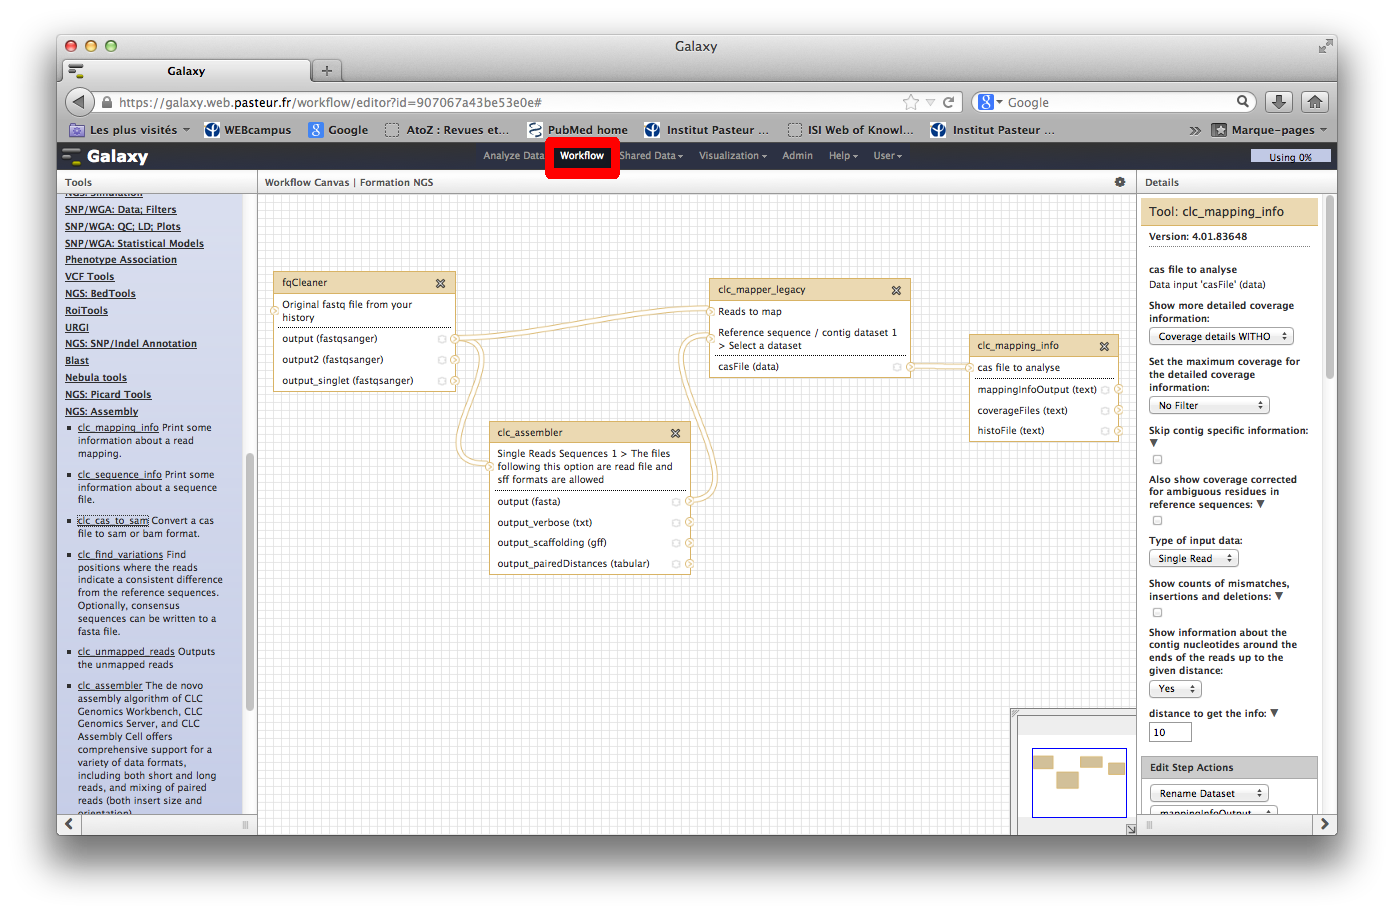 Galaxy
Galaxy
https://galaxy.web.pasteur.fr/workflow/editor?id=907067a43be53e0e#
Google
Les plus visités
WEBcampus
Google
AtoZ : Revues et...
PubMed home
Institut Pasteur ...
ISI Web of Knowl...
Institut Pasteur ...
Marque-pages
Galaxy
Analyze Data
Workflow
Shared Data
Visualization
Admin
Help
User
Using 0%
Tools
NGS: Simulation
SNP/WGA: Data; Filters
SNP/WGA: QC; LD; Plots
SNP/WGA: Statistical Models
Phenotype Association
VCF Tools
NGS: BedTools
RoiTools
URGI
NGS: SNP/Indel Annotation
Blast
Nebula tools
NGS: Picard Tools
NGS: Assembly
clc_mapping_info Print some
information about a read
mapping.
clc_sequence_info Print some
information about a sequence
file.
clc_cas_to_sam Convert a cas
file to sam or bam format.
clc_find_variations Find
positions where the reads
indicate a consistent difference
from the reference sequences.
Optionally, consensus
sequences can be written to a
fasta file.
clc_unmapped_reads Outputs
the unmapped reads
clc_assembler The de novo
assembly algorithm of CLC
Genomics Workbench, CLC
Genomics Server, and CLC
Assembly Cell offers
comprehensive support for a
variety of data formats,
including both short and long
reads, and mixing of paired
reads (both insert size and
orientation)
Workflow Canvas | Formation NGS
fqCleaner
Original fastq file from your
history
output (fastqsanger)
output2 (fastqsanger)
output_singlet (fastqsanger)
clc_assembler
Single Reads Sequences 1 > The files
following this option are read file and
sff formats are allowed
output (fasta)
output_verbose (txt)
output_scaffolding (gff)
output_pairedDistances (tabular)
clc_mapper_legacy
Reads to map
Reference sequence / contig dataset 1
> Select a dataset
casFile (data)
clc_mapping_info
cas file to analyse
mappingInfoOutput (text)
coverageFiles (text)
histoFile (text)
Details
Tool: clc_mapping_info
Version: 4.01.83648
cas file to analyse
Data input 'casFile' (data)
Show more detailed coverage
information:
Coverage details WITHO
Set the maximum coverage for
the detailed coverage
information:
No Filter
Skip contig specific information:
Also show coverage corrected
for ambiguous residues in
reference sequences:
Type of input data:
Single Read
Show counts of mismatches,
insertions and deletions:
Show information about the
contig nucleotides around the
ends of the reads up to the
given distance:
Yes
distance to get the info:
10
Edit Step Actions
Rename Dataset
mappingInfoOutput